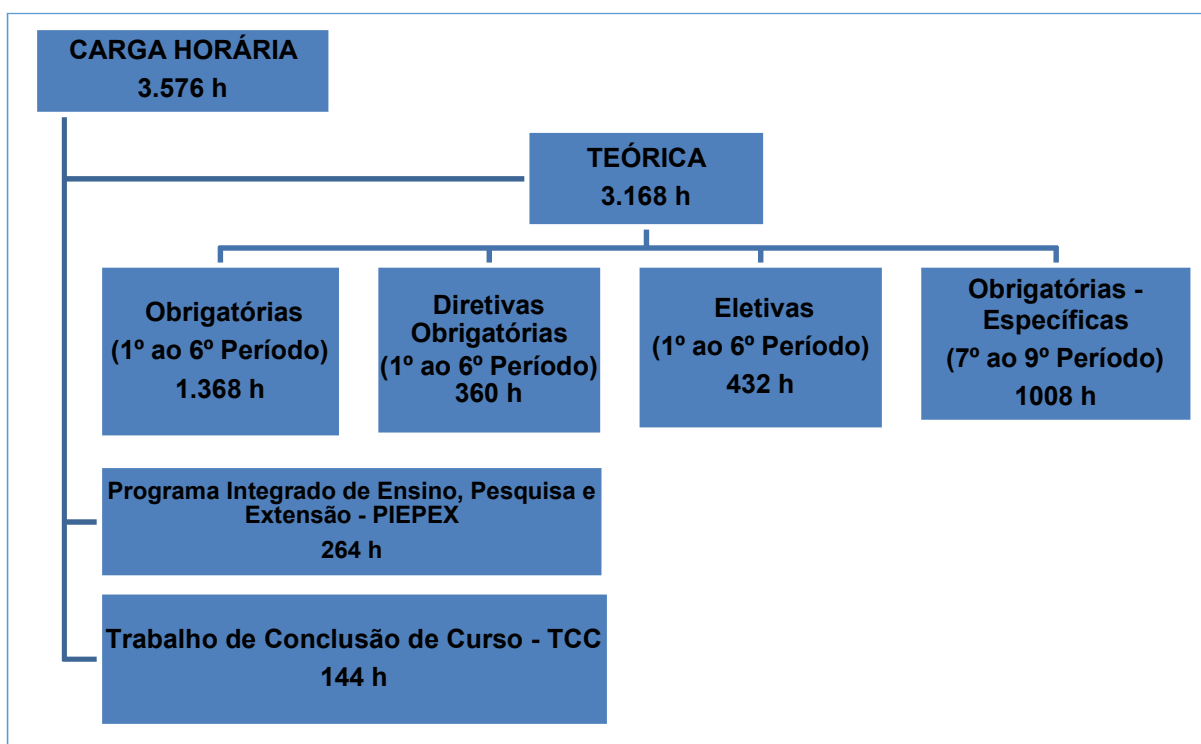 CARGA HORÁRIA
3.576 h
TEÓRICA
3.168 h
Obrigatórias
(1º ao 6º Período)
1.368 h
Diretivas
Obrigatórias
(1º ao 6º Período)
360 h
Eletivas
(1º ao 6º Período)
432 h
Obrigatórias -
Específicas
(7º ao 9º Período)
1008 h
Programa Integrado de Ensino, Pesquisa e
Extensão - PIEPEX
264 h
Trabalho de Conclusão de Curso - TCC
144 h